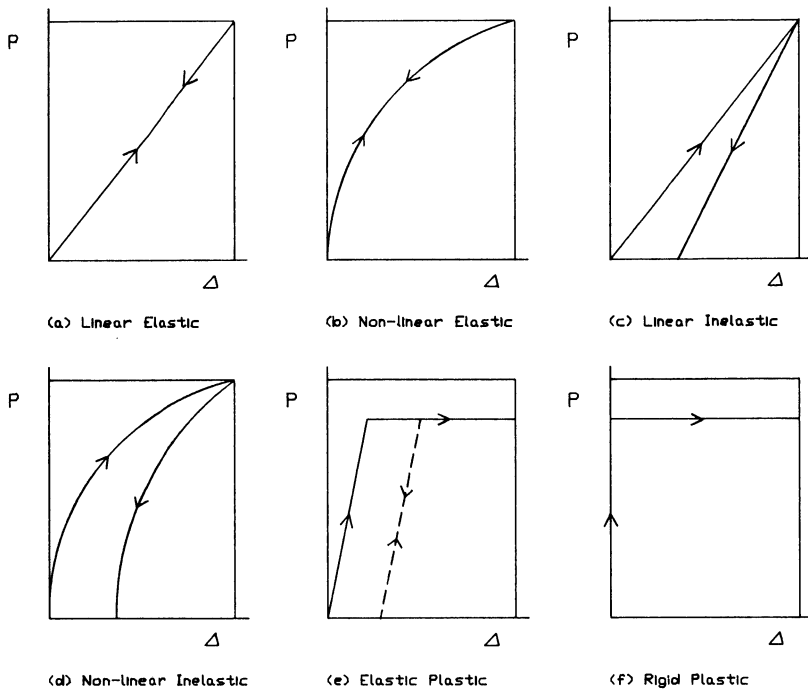 P P P
Δ Δ Δ
(a) Linear Elastic (b) Non-linear Elastic (c) Linear Inelastic
P P P
Δ Δ Δ
(d) Non-linear Inelastic (e) Elastic Plastic (f) Rigid Plastic